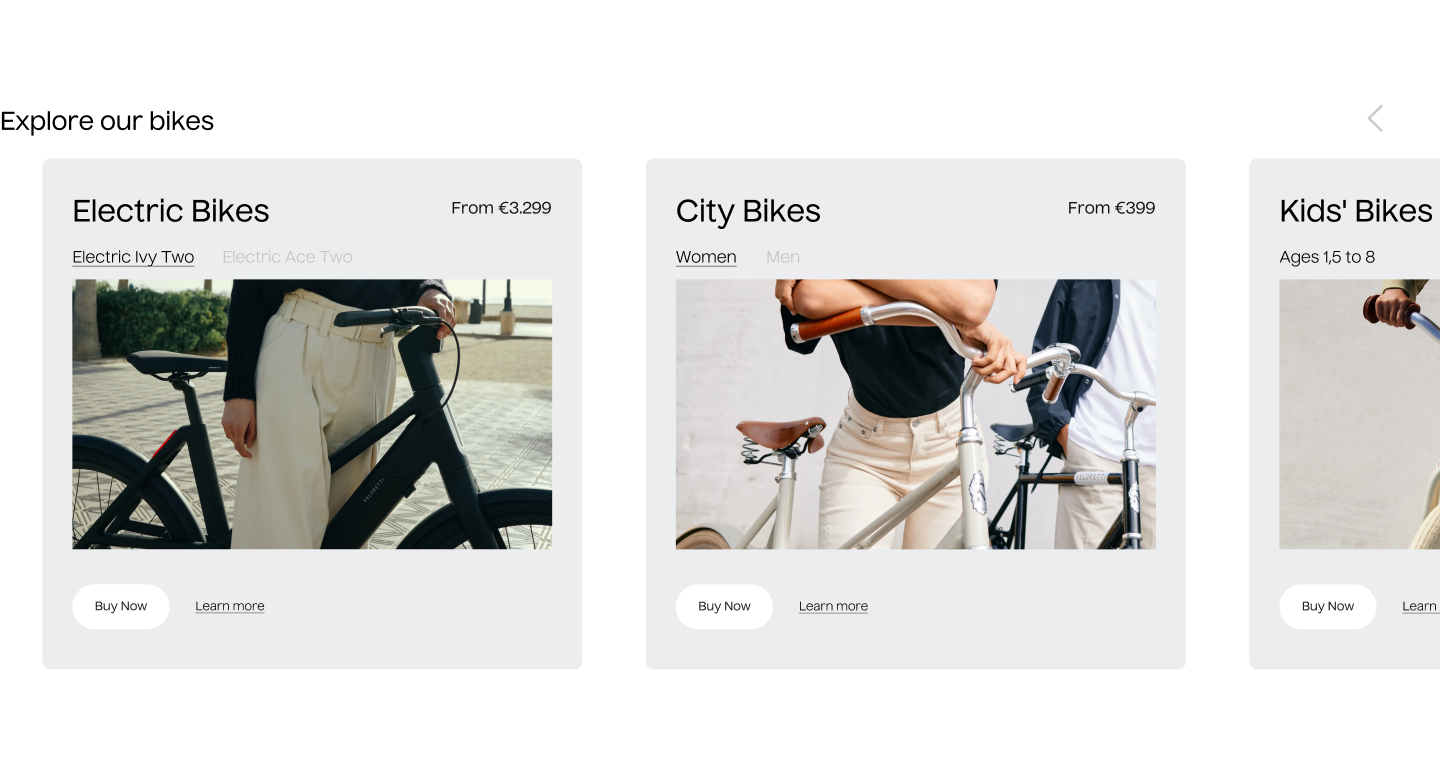 Explore our bikes
Electric Bikes
From €3.299
Electric Ivy Two
Electric Ace Two
VELORETTI
Buy Now
Learn more
City Bikes
From €399
Women
Men
Buy Now
Learn more
Kids' Bikes
Ages 1,5 to 8
Buy Now
Learn